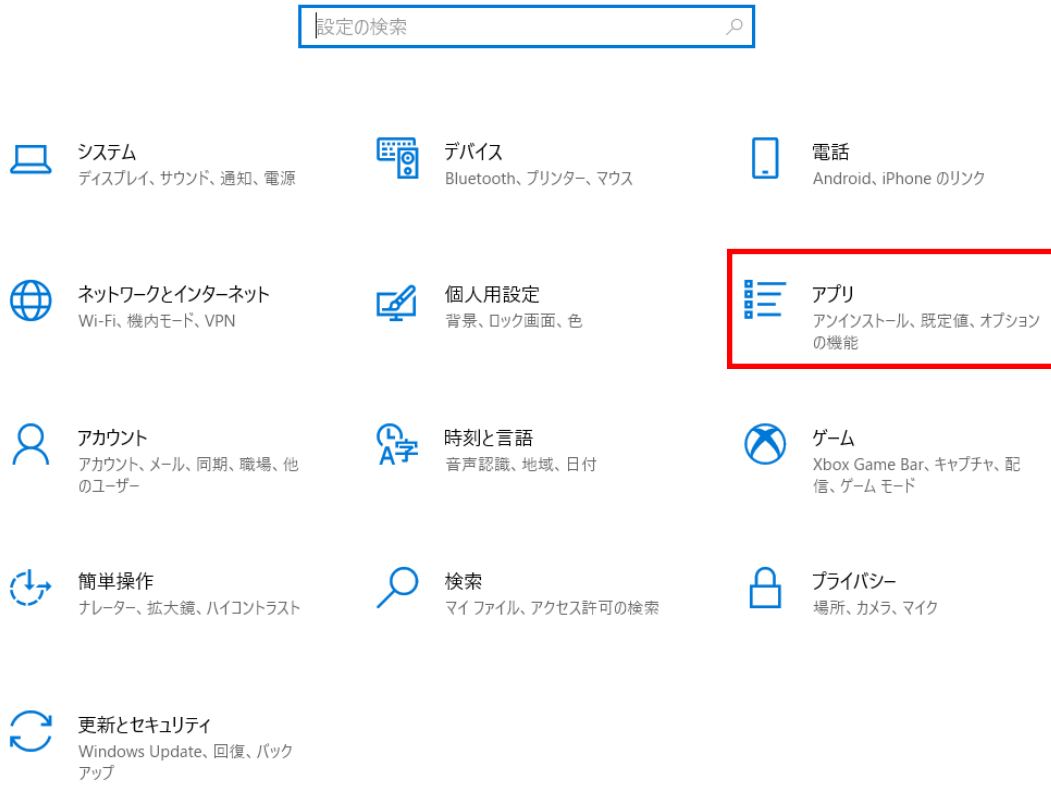 設定の検索
システム
ディスプレイ、サウンド、通知、電源
デバイス
Bluetooth、プリンター、マウス
電話
Android、iPhone のリンク
ネットワークとインターネット
Wi-Fi、機内モード、VPN
個人用設定
背景、ロック画面、色
アプリ
アンインストール、既定値、オプション
の機能
アカウント
アカウント、メール、同期、職場、他
のユーザー
時刻と言語
音声認識、地域、日付
ゲーム
Xbox Game Bar、キャプチャ、配
信、ゲーム モード
簡単操作
ナレーター、拡大鏡、ハイコントラスト
検索
マイ ファイル、アクセス許可の検索
プライバシー
場所、カメラ、マイク
更新とセキュリティ
Windows Update、回復、バック
アップ